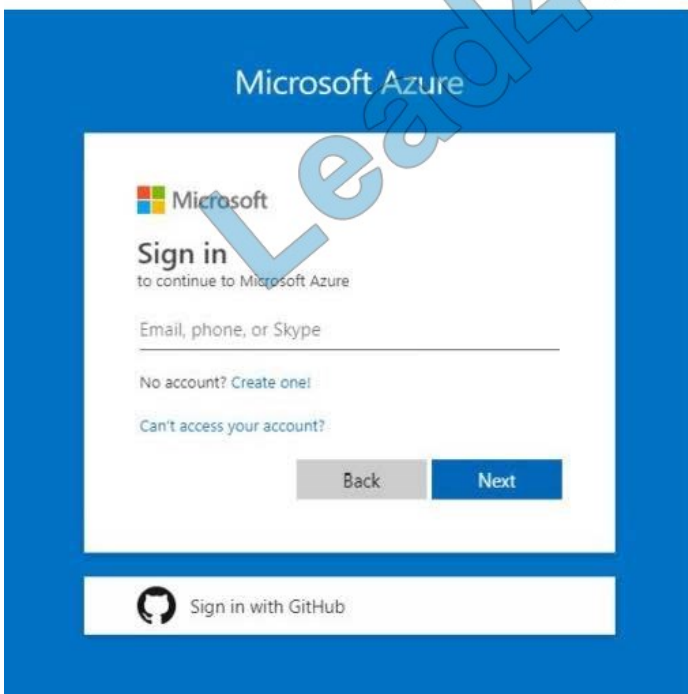 Microsoft Azure
Microsoft
Sign in
to continue to Microsoft Azure
Email, phone, or Skype
No account? Create one!
Can't access your account?
Back Next
Sign in with GitHub
Lead4